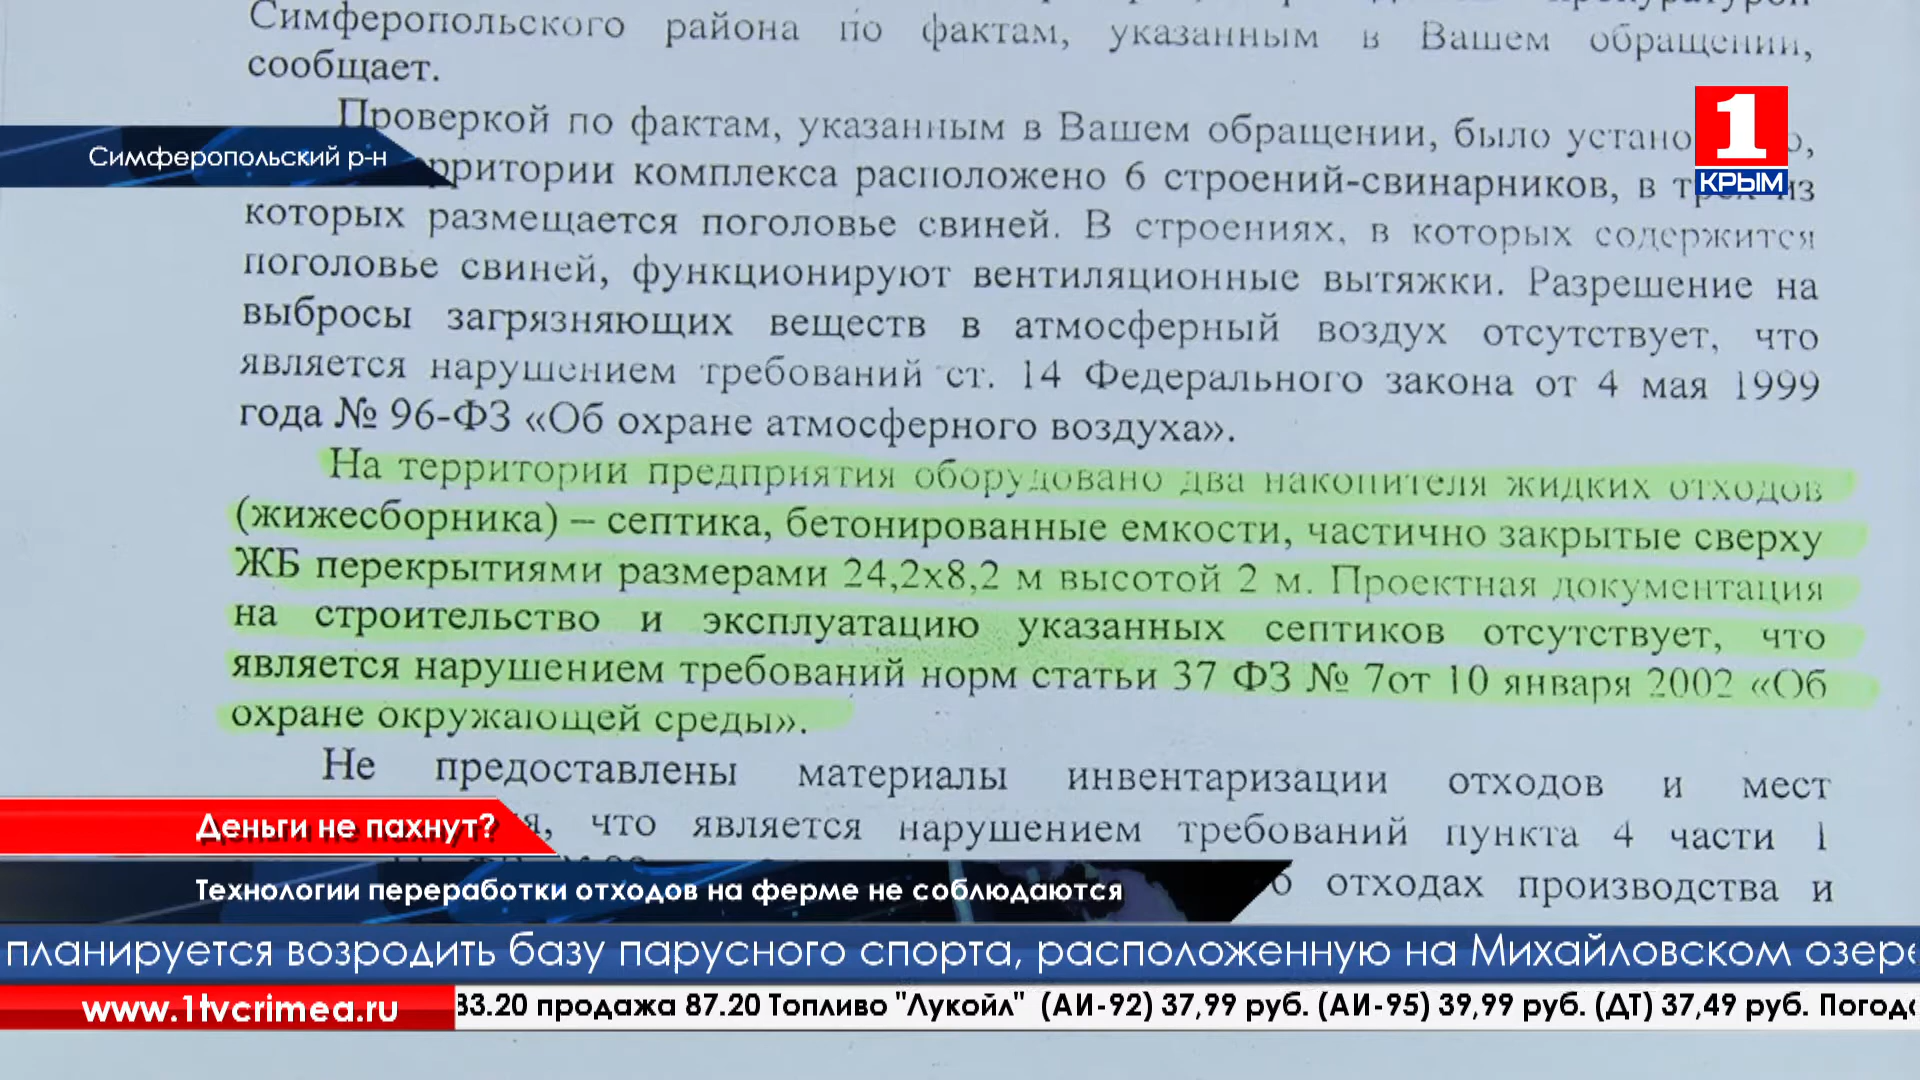 Симферопольского района по фактам, указанным в Вашем обращении,
сообщает.
Проверкой по фактам, указанным в Вашем обращении, было
территории комплекса расположено 6 строений-свинарников, в трех из
которых размещается поголовье свиней. В строениях, в которых содержится
поголовье свиней, функционируют вентиляционные вытяжки. Разрешение на
выбросы загрязняющих веществ в атмосферный воздух отсутствует, что
является нарушением требований ст. 14 Федерального закона от 4 мая 1999
года № 96-ФЗ «Об охране атмосферного воздуха».
На территории предприятия оборудовано два накопителя жидких отходов
(жижесборника) – септика, бетонированные емкости, частично закрытые сверху
ЖБ перекрытиями размерами 24,2х8,2 м высотой 2 м. Проектная документация
на строительство и эксплуатацию указанных септиков отсутствует, что
является нарушением требований норм статьи 37 ФЗ № 7от 10 января 2002 «Об
охране окружающей среды».
Не предоставлены материалы инвентаризации отходов и мест
что является нарушением требований пункта 4 части 1
отходах производства и
Симферопольский р-н
1
КРЫМ
Деньги не пахнут?
Технологии переработки отходов на ферме не соблюдаются
планируется возродить базу парусного спорта, расположенную на Михайловском озере
www.1tvcrimea.ru
83.20 продажа 87.20 Топливо "Лукойл" (АИ-92) 37,99 руб. (АИ-95) 39,99 руб. (ДТ) 37,49 руб.